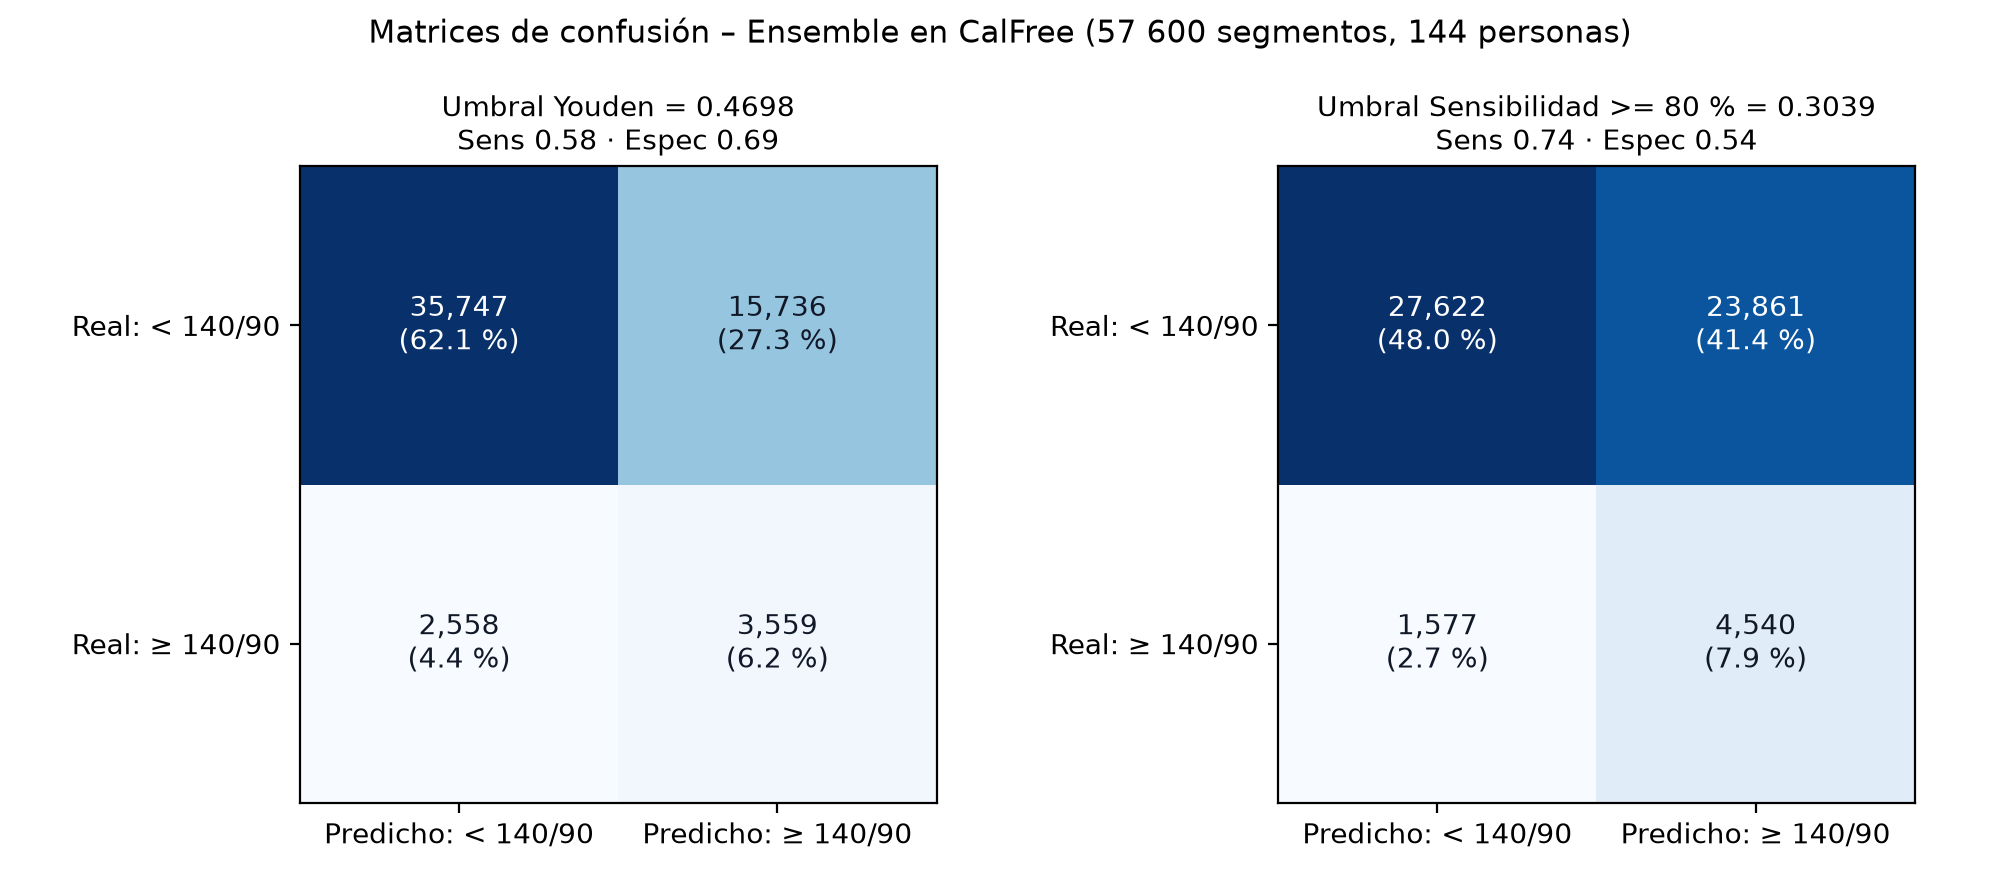 Matrices de confusión – Ensemble en CalFree (57 600 segmentos, 144 personas)
Umbral Youden = 0.4698
Sens 0.58 · Espec 0.69
Real: < 140/90
35,747
(62.1 %)
15,736
(27.3 %)
Real: ≥ 140/90
2,558
(4.4 %)
3,559
(6.2 %)
Predicho: < 140/90
Predicho: ≥ 140/90
Umbral Sensibilidad >= 80 % = 0.3039
Sens 0.74 · Espec 0.54
Real: < 140/90
27,622
(48.0 %)
23,861
(41.4 %)
Real: ≥ 140/90
1,577
(2.7 %)
4,540
(7.9 %)
Predicho: < 140/90
Predicho: ≥ 140/90